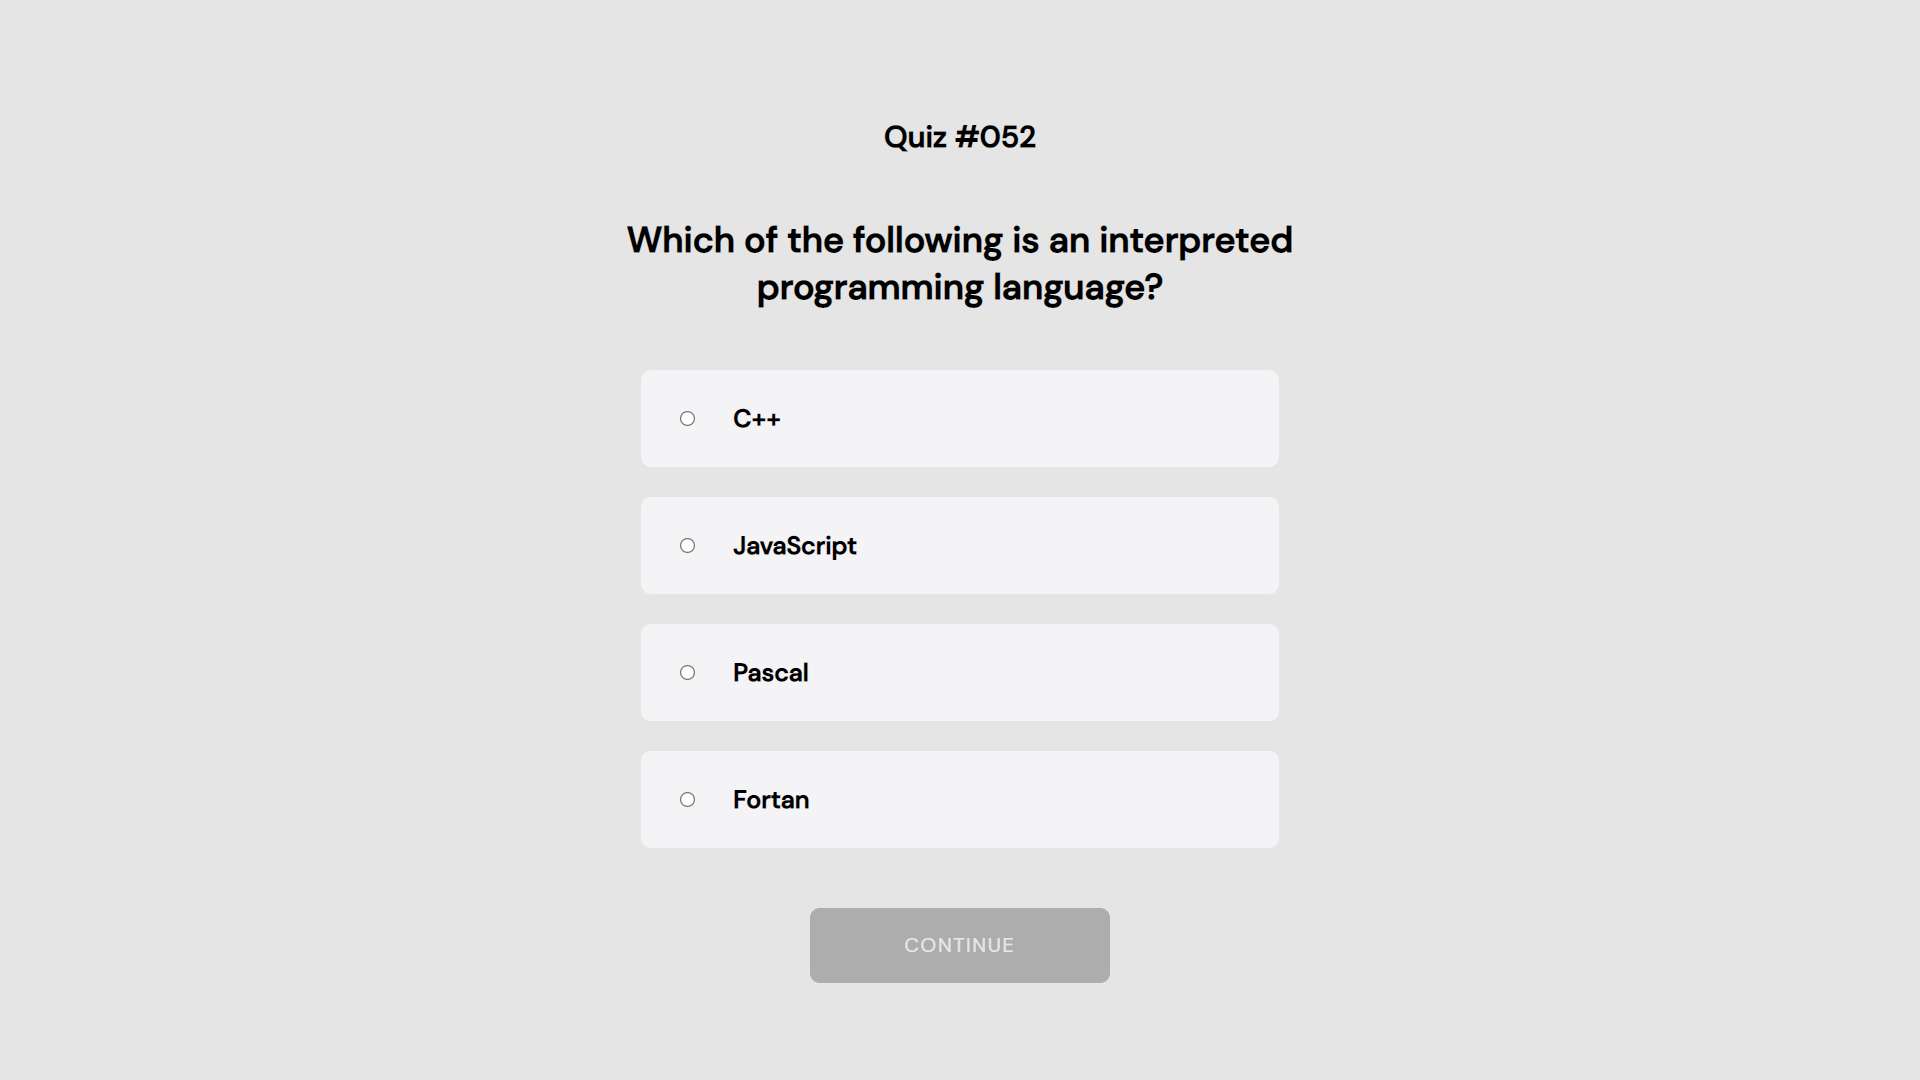 Quiz #052
Which of the following is an interpreted
programming language?
C++
JavaScript
Pascal
Fortan
CONTINUE